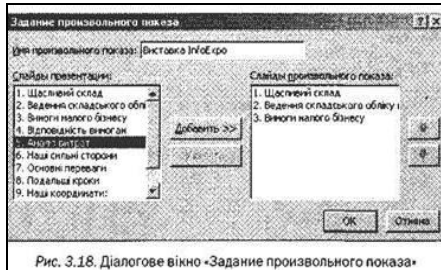 Задание произвольного показа
Имя произвольного показа: Виставка InfoExpo
Слайды презентации:
1. Щасливий склад
2. Ведення складського облі
3. Вимоги малого бізнесу
4. Відповідність вимогам
5. Аналіз витрат
6. Наші сильні сторони
7. Основні переваги
8. Подальші кроки
9. Наші координати:
Добавить >>
Слайды произвольного показа:
1. Щасливий склад
2. Ведення складського обліку
3. Вимоги малого бізнесу
OK
Отмена
Рис. 3.18. Діалогове вікно «Задание произвольного показа»